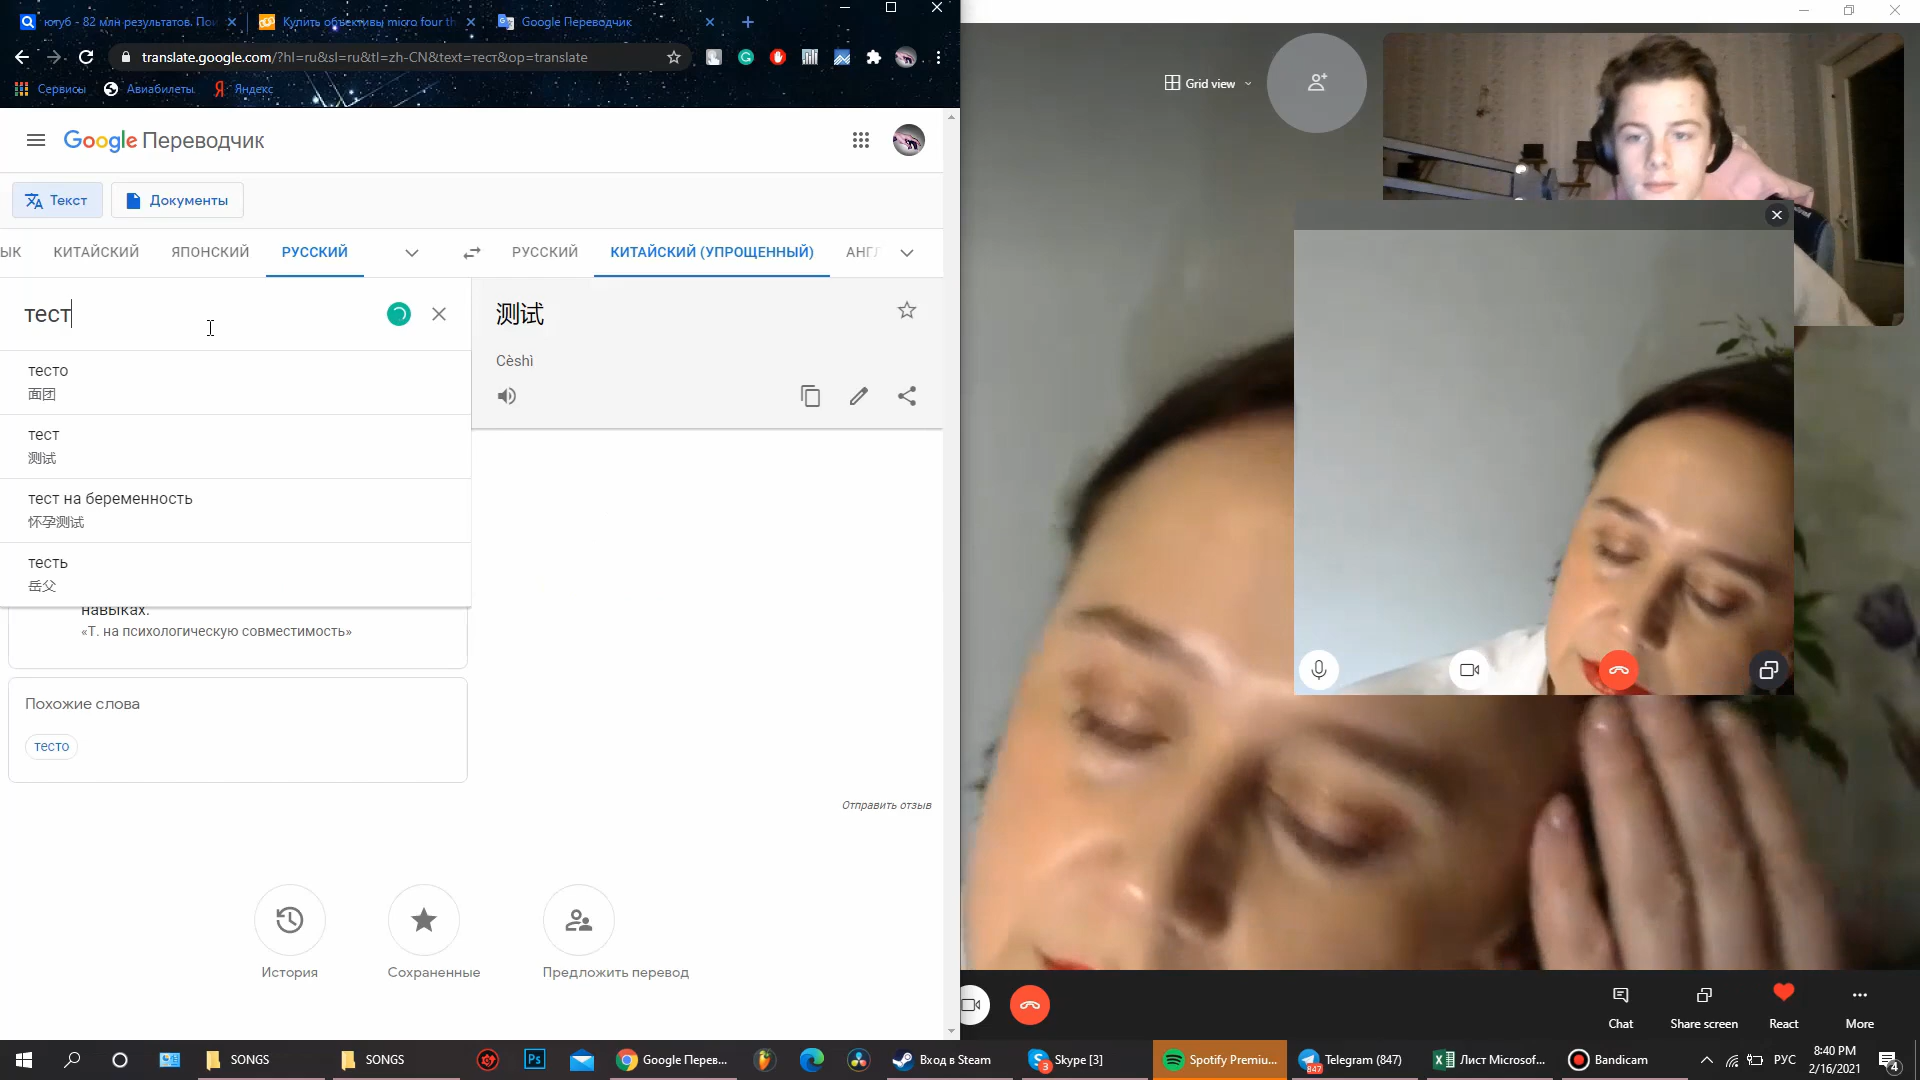 ютуб - 82 млн результатов. Пои
Купить объективы micro four th
Google Переводчик
translate.google.com/?hl=ru&sl=ru&tl=zh-CN&text=тест&op=translate
Сервисы
Авиабилеты
Яндекс
Google Переводчик
Текст
Документы
ЫК
КИТАЙСКИЙ
ЯПОНСКИЙ
РУССКИЙ
РУССКИЙ
КИТАЙСКИЙ (УПРОЩЕННЫЙ)
АНГЛ
тест
测试
Cèshì
тесто
面团
тест
测试
тест на беременность
怀孕测试
тесть
岳父
навыках.
«Т. на психологическую совместимость»
Похожие слова
тесто
Отправить отзыв
История
Сохраненные
Предложить перевод
Grid view
Chat
Share screen
React
More
SONGS
SONGS
Google Перев...
Вход в Steam
Skype [3]
Spotify Premiu...
Telegram (847)
Лист Microsof...
Bandicam
РУС
8:40 PM
2/16/2021
Ps
3
847
4